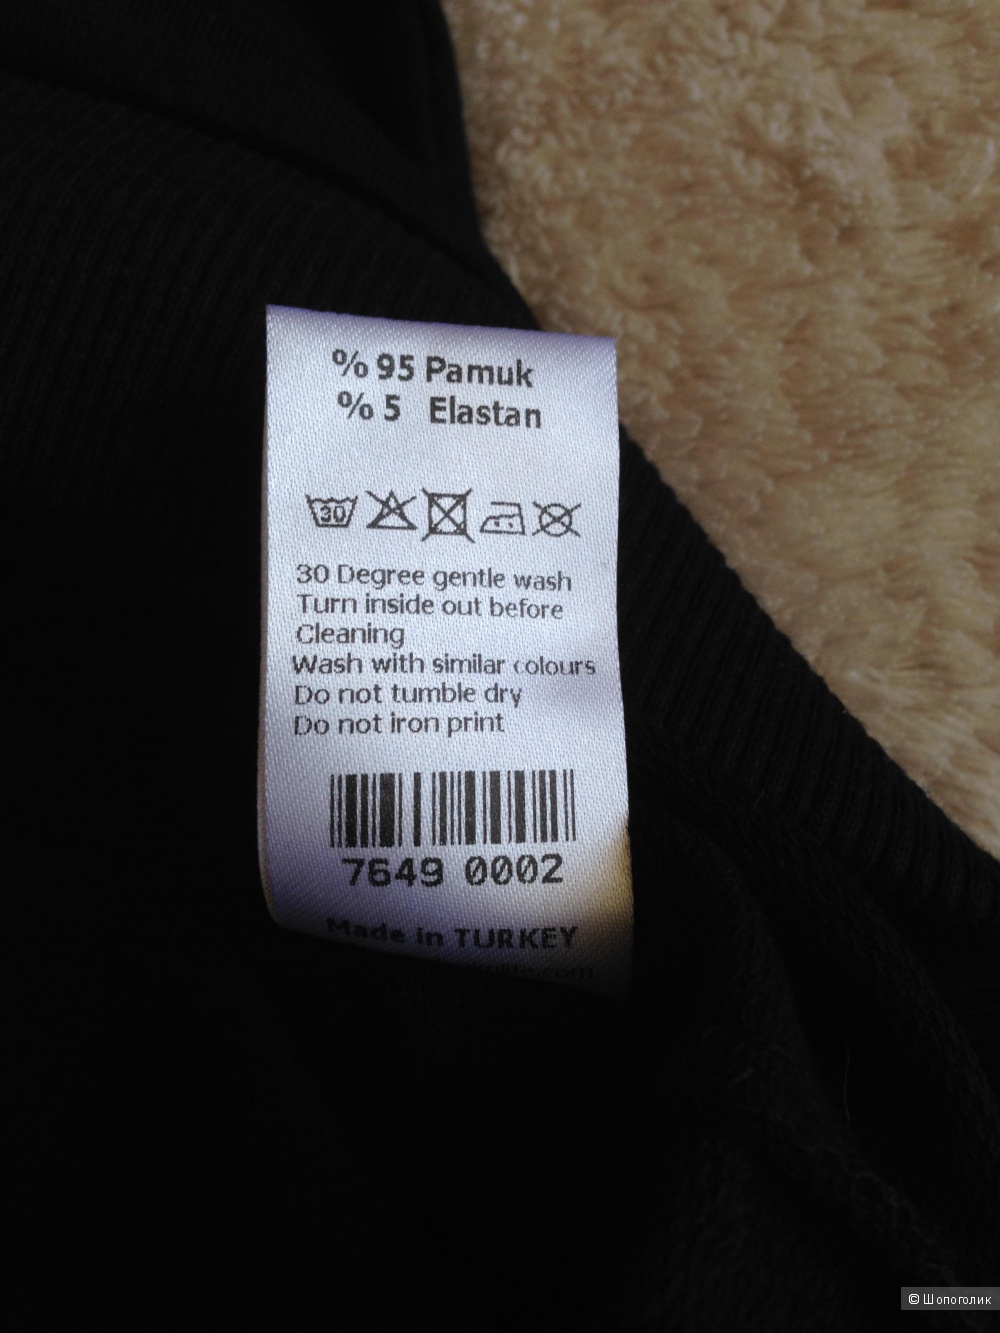 % 95 Pamuk
% 5 Elastan
30
30 Degree gentle wash
Turn inside out before
Cleaning
Wash with similar colours
Do not tumble dry
Do not iron print
7649 0002
Made in TURKEY
© Шопоголик